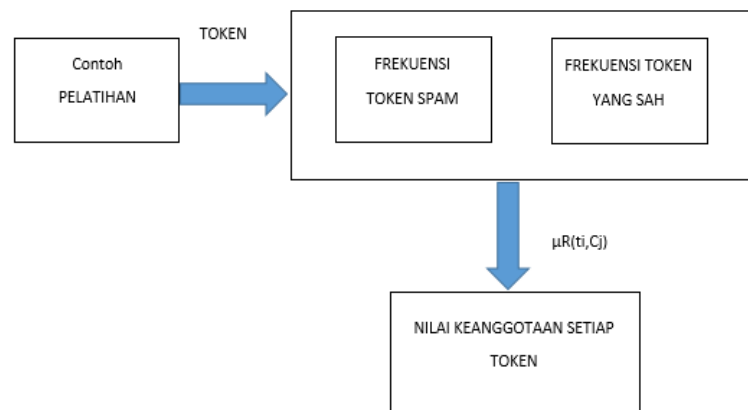 TOKEN
Contoh
PELATIHAN
FREKUENSI
TOKEN SPAM
FREKUENSI TOKEN
YANG SAH
µR(ti,Cj)
NILAI KEANGGOTAAN SETIAP
TOKEN